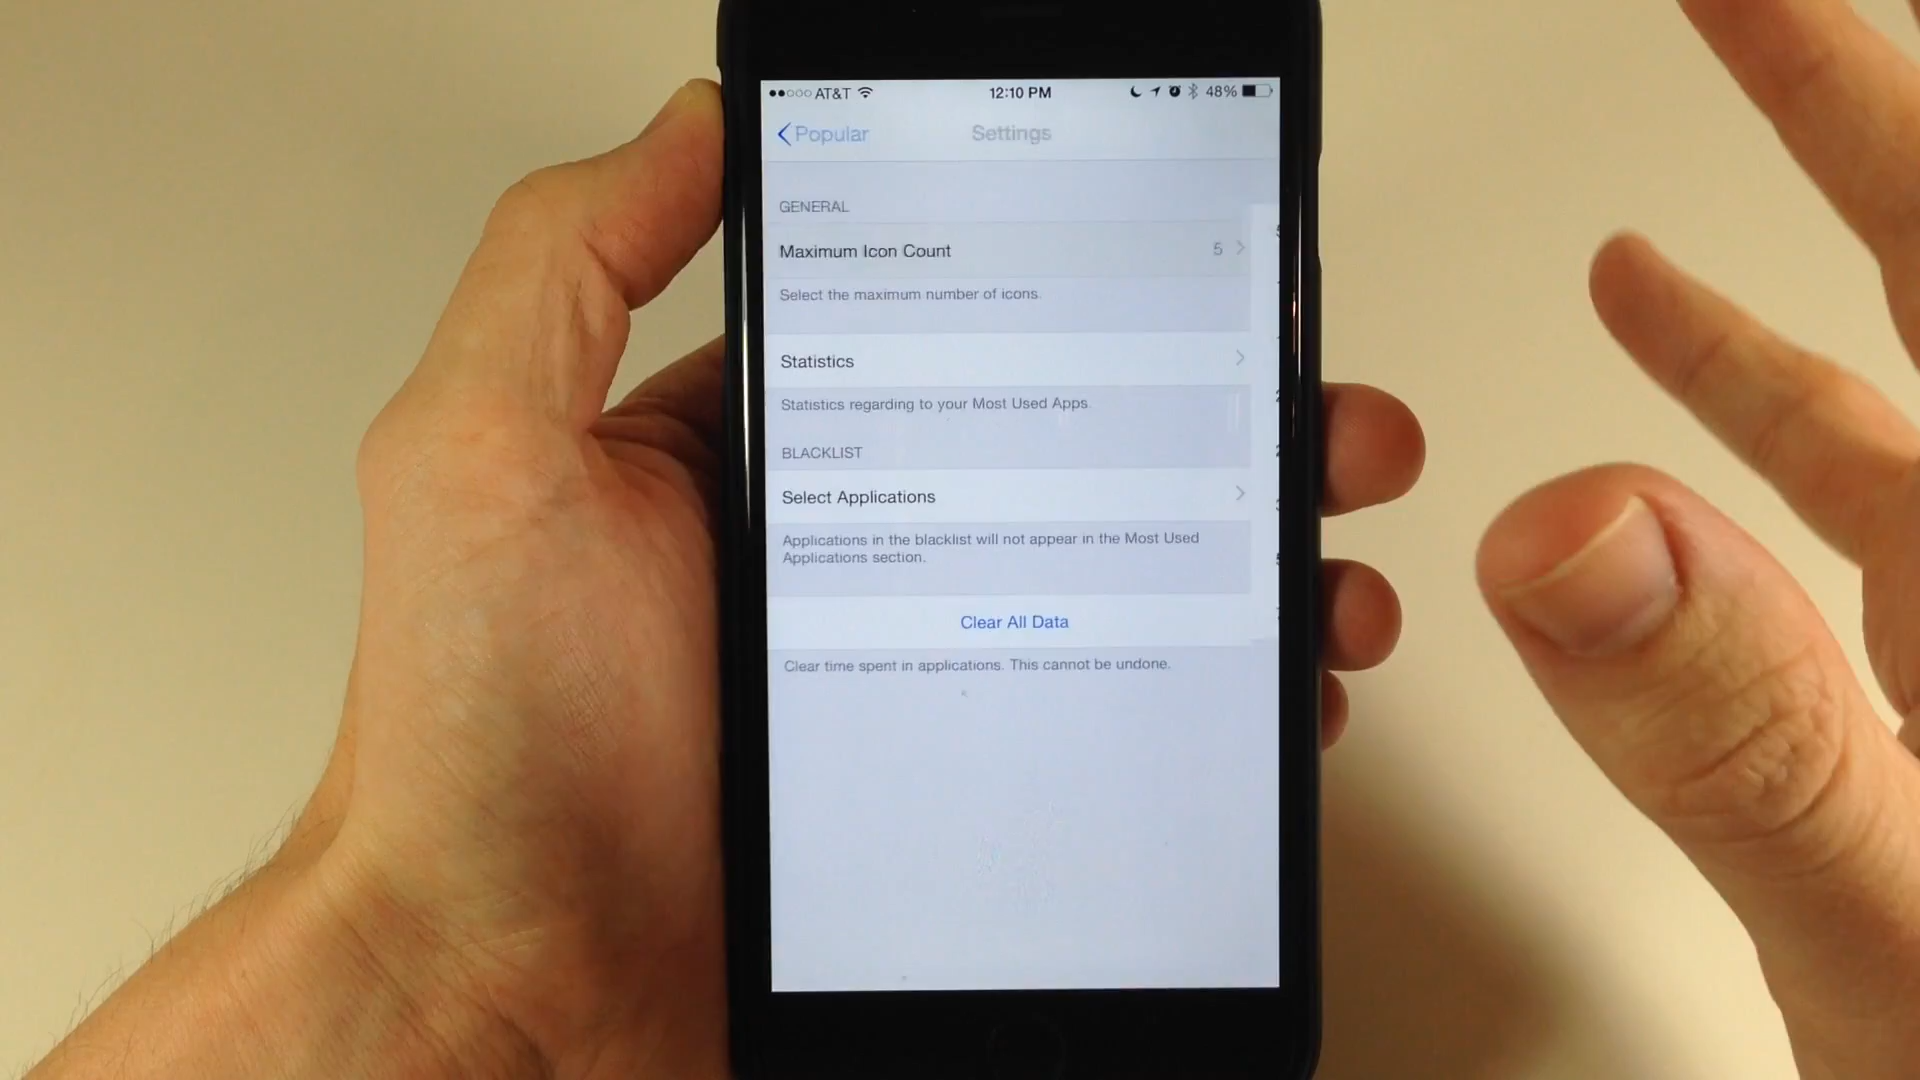 AT&T 12:10 PM 48%
Popular Settings
GENERAL
Maximum Icon Count 5
Select the maximum number of icons.
Statistics
Statistics regarding to your Most Used Apps.
BLACKLIST
Select Applications
Applications in the blacklist will not appear in the Most Used
Applications section.
Clear All Data
Clear time spent in applications. This cannot be undone.